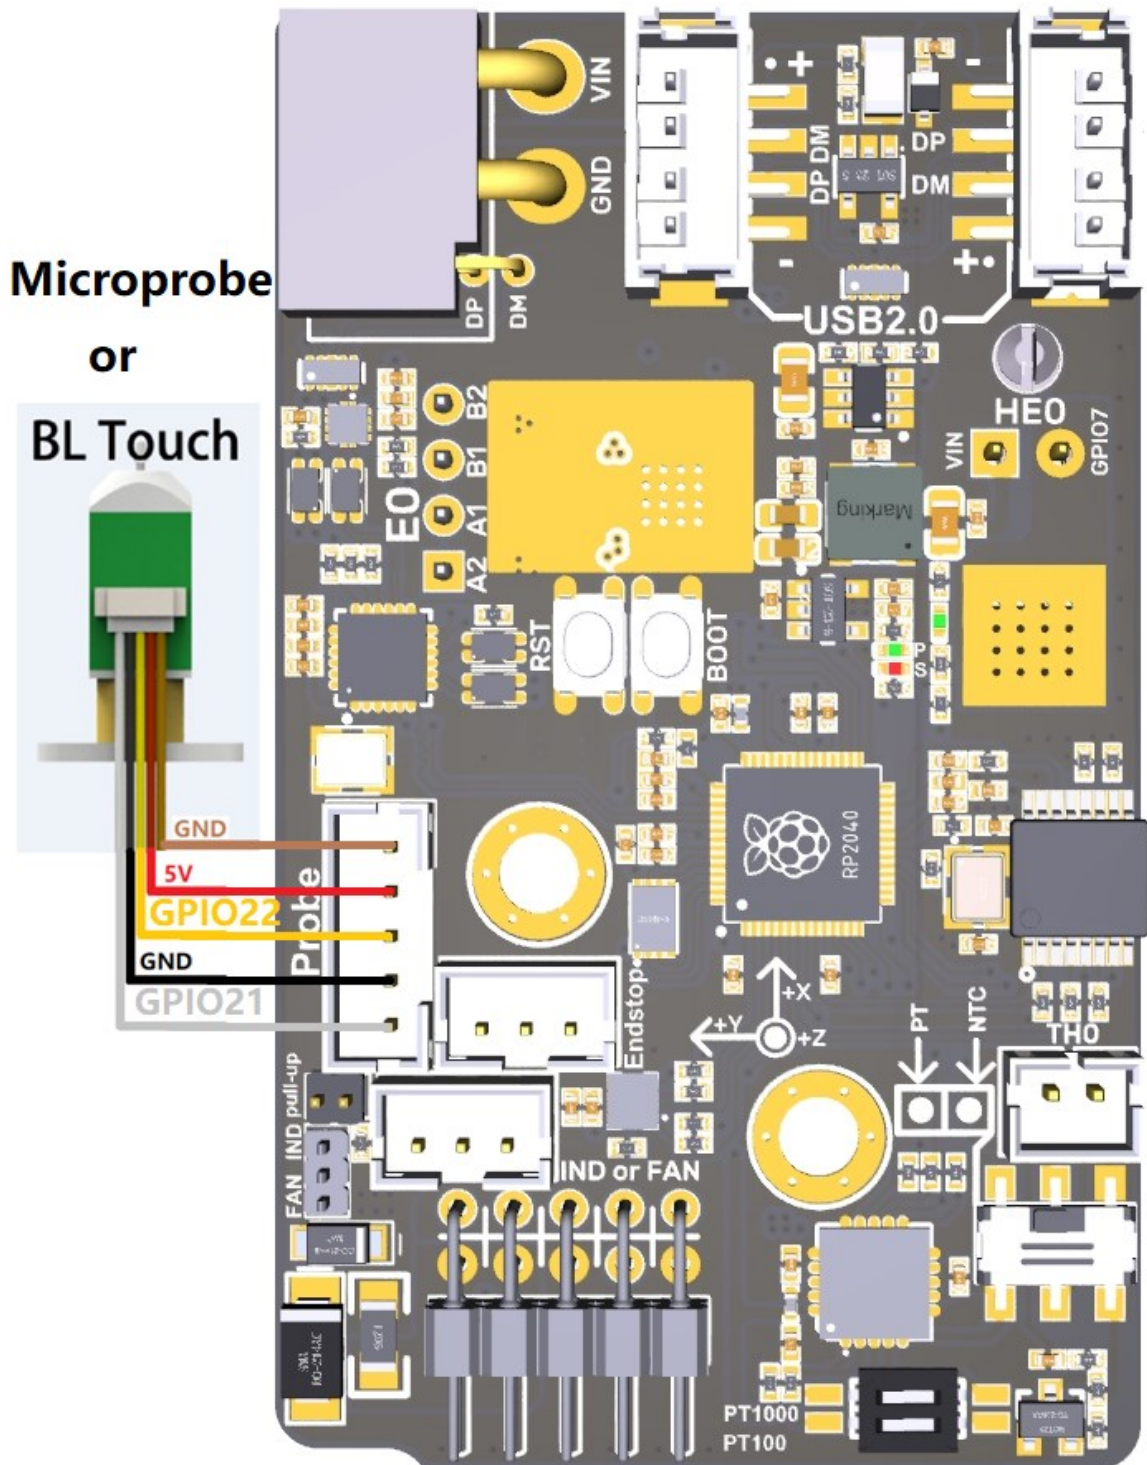 VIN
GND
DP
DM
DM
DP
DP
DM
USB2.0
Microprobe
or
BL Touch
HE0
VIN
GPIO7
B2
B1
A1
A2
E0
Marking
RST
BOOT
P
S
RP2040
GND
5V
GPIO22
GND
GPIO21
Probe
Endstop
+X
+Y
+Z
PT
NTC
TH0
IND pull-up
FAN
IND or FAN
PT1000
PT100